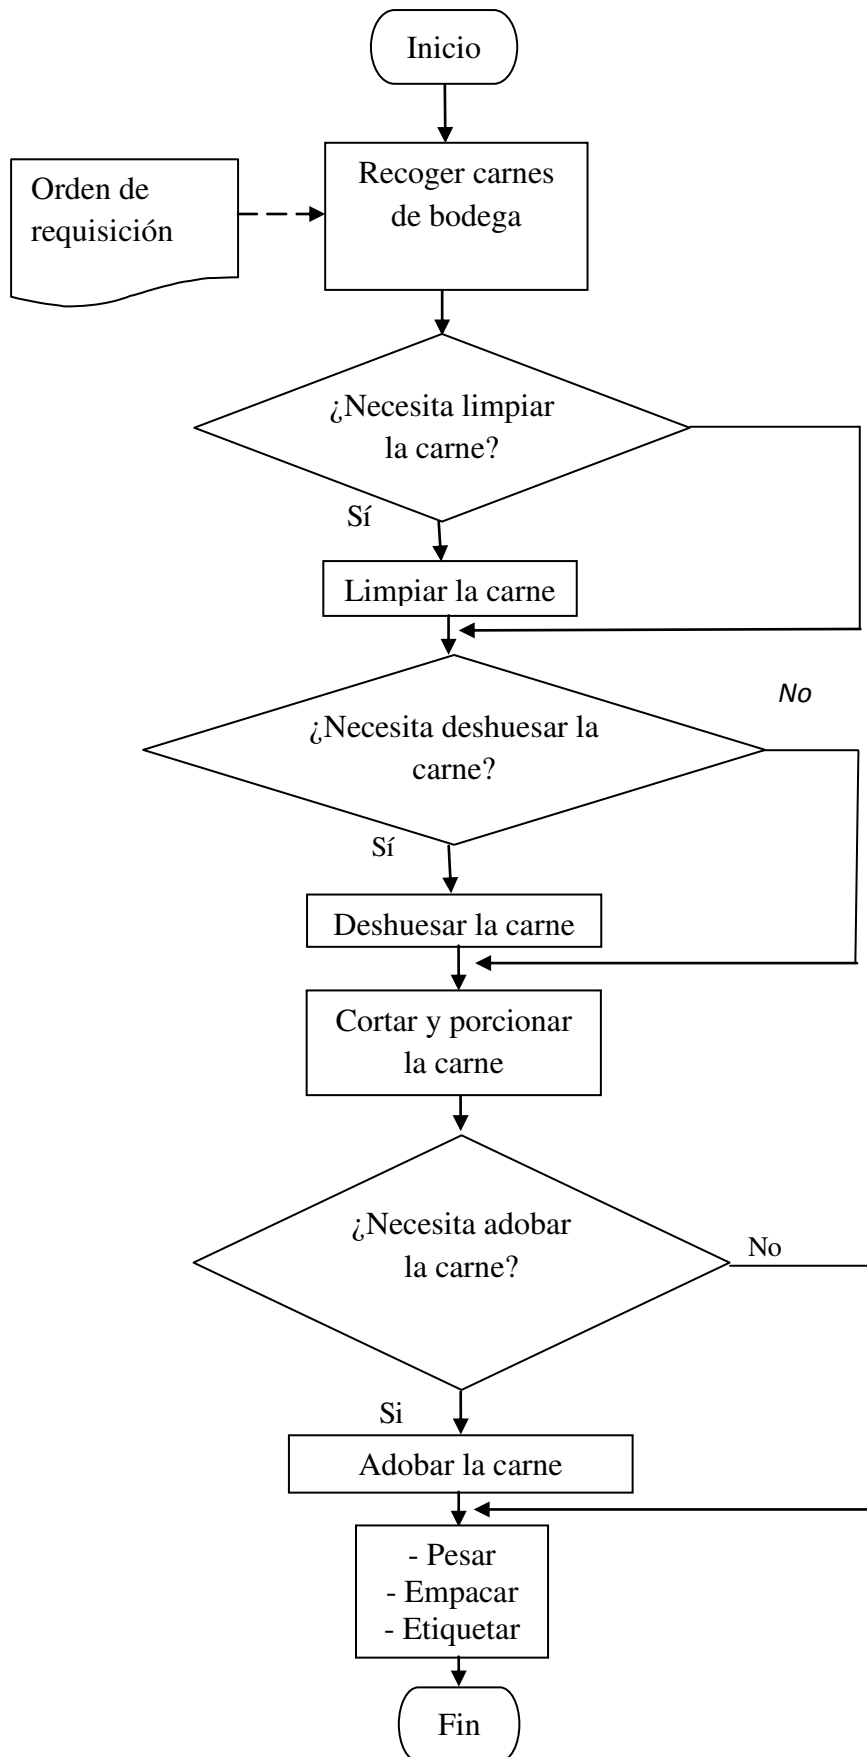 Inicio
Orden de
requisición
Recoger carnes
de bodega
¿Necesita limpiar
la carne?
Sí
Limpiar la carne
No
¿Necesita deshuesar la
carne?
Sí
Deshuesar la carne
Cortar y porcionar
la carne
¿Necesita adobar
la carne?
No
Si
Adobar la carne
- Pesar
- Empacar
- Etiquetar
Fin